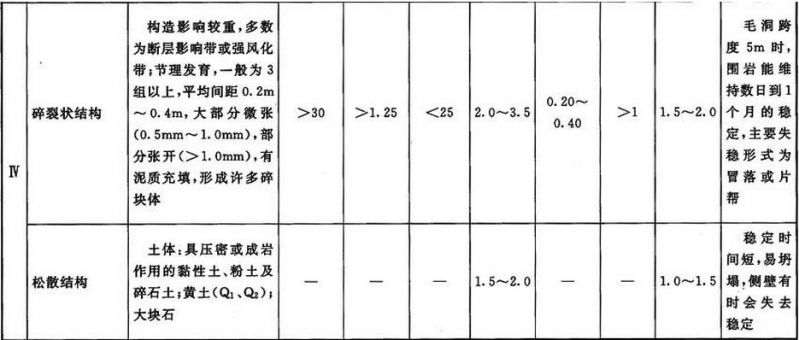 Ⅳ
碎裂状结构
构造影响较重,多数
为断层影响带或强风化
带;节理发育,一般为 3
组以上,平均间距 0.2m
～0.4m,大部分微张
(0.5mm～1.0mm),部
分张开(＞1.0mm),有
泥质充填,形成许多碎
块体
＞30
＞1.25
＜25
2.0～3.5
0.20～
0.40
＞1
1.5～2.0
毛洞跨
度 5m 时,
围岩能维
持数日到 1
个月的稳
定,主要失
稳形式为
冒落或片
帮
松散结构
土体:具压密或成岩
作用的黏性土、粉土及
碎石土;黄土(Q₁、Q₂);
大块石
—
—
—
1.5～2.0
—
—
1.0～1.5
稳定时
间短,易坍
塌,侧壁有
时会失去
稳定